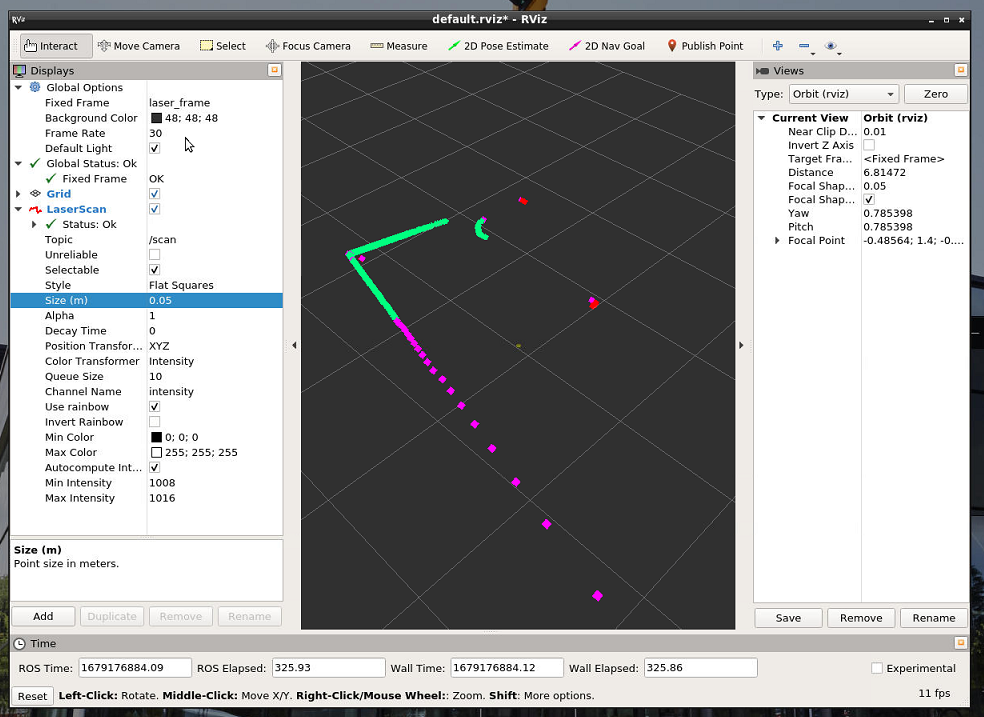 RViz
default.rviz* - RViz
Interact Move Camera Select Focus Camera Measure 2D Pose Estimate 2D Nav Goal Publish Point
Displays
Global Options
Fixed Frame laser_frame
Background Color 48; 48; 48
Frame Rate 30
Default Light
Global Status: Ok
Fixed Frame OK
Grid
LaserScan
Status: Ok
Topic /scan
Unreliable
Selectable
Style Flat Squares
Size (m) 0.05
Alpha 1
Decay Time 0
Position Transfor... XYZ
Color Transformer Intensity
Queue Size 10
Channel Name intensity
Use rainbow
Invert Rainbow
Min Color 0; 0; 0
Max Color 255; 255; 255
Autocompute Int...
Min Intensity 1008
Max Intensity 1016
Size (m)
Point size in meters.
Add Duplicate Remove Rename
Views
Type: Orbit (rviz) Zero
Current View Orbit (rviz)
Near Clip D... 0.01
Invert Z Axis
Target Fra... <Fixed Frame>
Distance 6.81472
Focal Shap... 0.05
Focal Shap...
Yaw 0.785398
Pitch 0.785398
Focal Point -0.48564; 1.4; -0....
Save Remove Rename
Time
ROS Time: 1679176884.09 ROS Elapsed: 325.93 Wall Time: 1679176884.12 Wall Elapsed: 325.86 Experimental
Reset Left-Click: Rotate. Middle-Click: Move X/Y. Right-Click/Mouse Wheel:: Zoom. Shift: More options. 11 fps